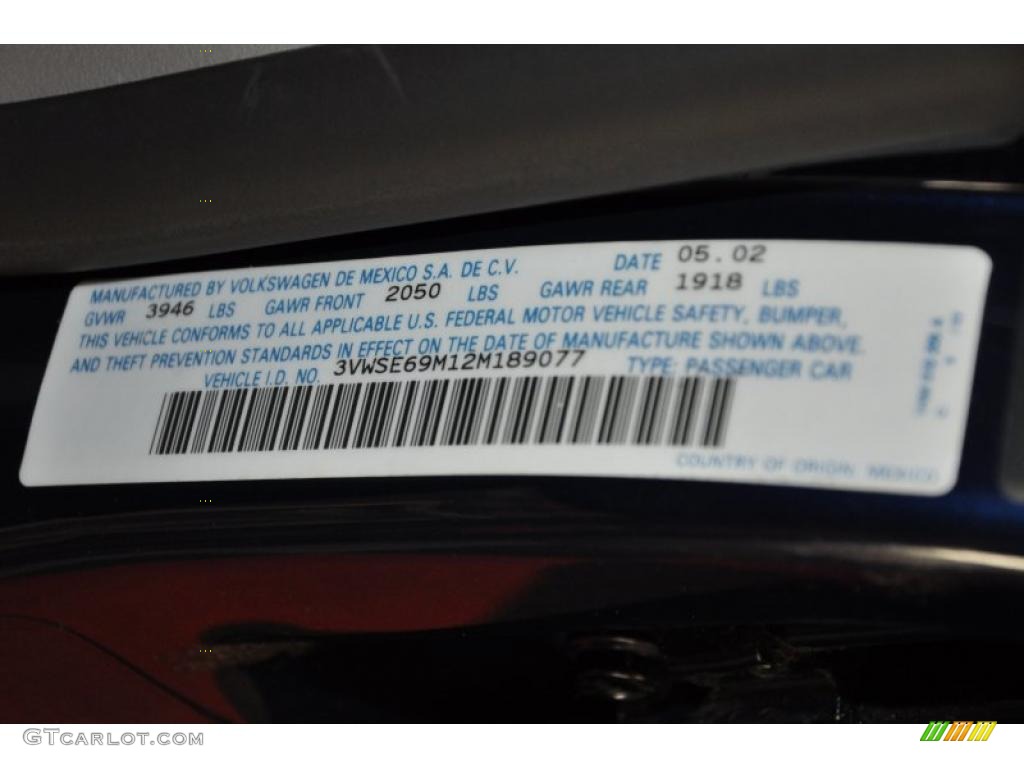 MANUFACTURED BY VOLKSWAGEN DE MEXICO S.A. DE C.V. DATE 05.02
GVWR 3946 LBS GAWR FRONT 2050 LBS GAWR REAR 1918 LBS
THIS VEHICLE CONFORMS TO ALL APPLICABLE U.S. FEDERAL MOTOR VEHICLE SAFETY, BUMPER,
AND THEFT PREVENTION STANDARDS IN EFFECT ON THE DATE OF MANUFACTURE SHOWN ABOVE.
VEHICLE I.D. NO. 3VWSE69M12M189077 TYPE: PASSENGER CAR
COUNTRY OF ORIGIN: MEXICO
GTCARLOT.COM